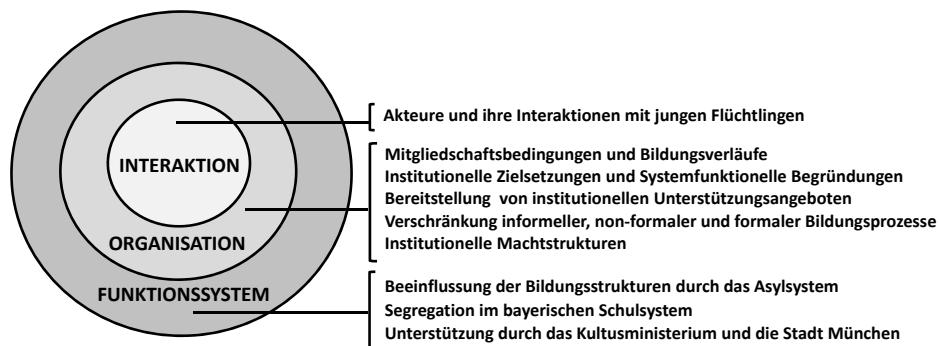 INTERAKTION
ORGANISATION
FUNKTIONSSYSTEM
Akteure und ihre Interaktionen mit jungen Flüchtlingen
Mitgliedschaftsbedingungen und Bildungsverläufe
Institutionelle Zielsetzungen und Systemfunktionelle Begründungen
Bereitstellung von institutionellen Unterstützungsangeboten
Verschränkung informeller, non-formaler und formaler Bildungsprozesse
Institutionelle Machtstrukturen
Beeinflussung der Bildungsstrukturen durch das Asylsystem
Segregation im bayerischen Schulsystem
Unterstützung durch das Kultusministerium und die Stadt München